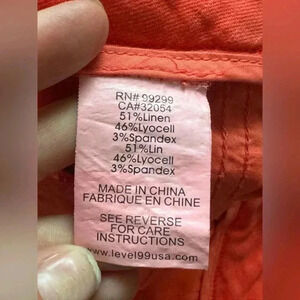 RN# 99299
CA#32054
51%Linen
46%Lyocell
3%Spandex
51%Lin
46%Lyocell
3%Spandex
MADE IN CHINA
FABRIQUE EN CHINE
SEE REVERSE
FOR CARE
INSTRUCTIONS
www.level99usa.com